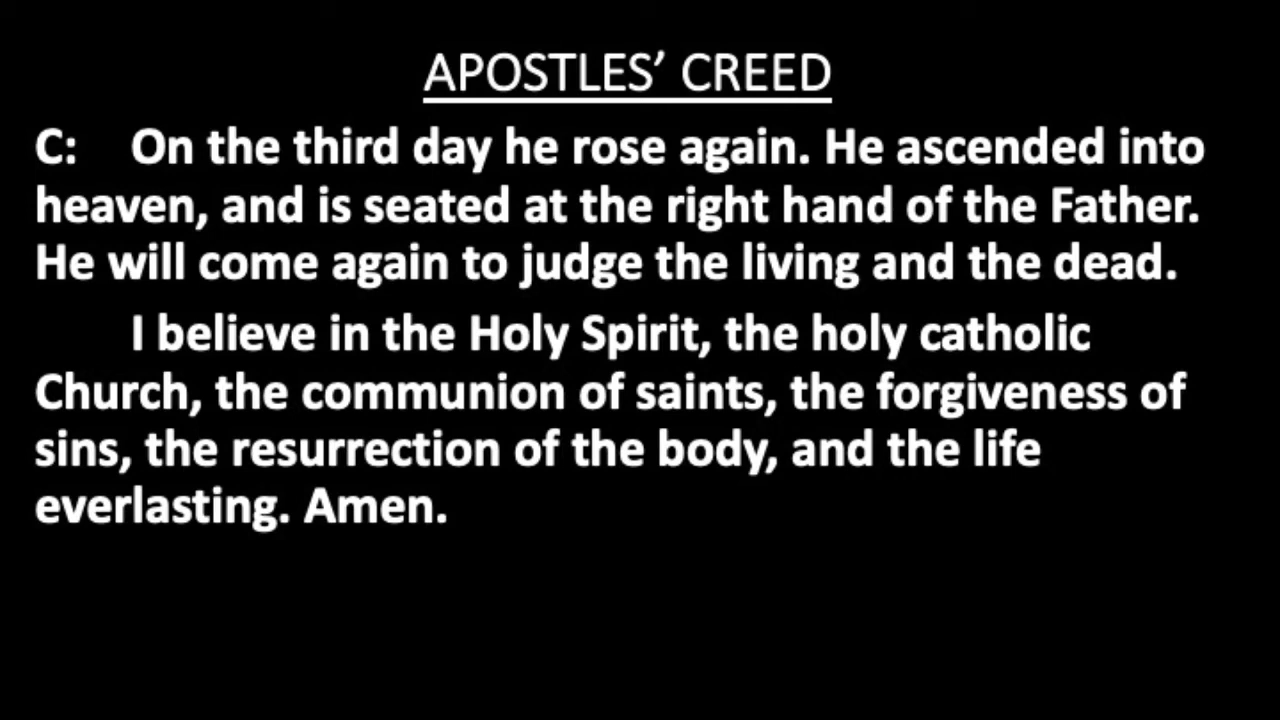 APOSTLES’ CREED
C: On the third day he rose again. He ascended into
heaven, and is seated at the right hand of the Father.
He will come again to judge the living and the dead.
I believe in the Holy Spirit, the holy catholic
Church, the communion of saints, the forgiveness of
sins, the resurrection of the body, and the life
everlasting. Amen.